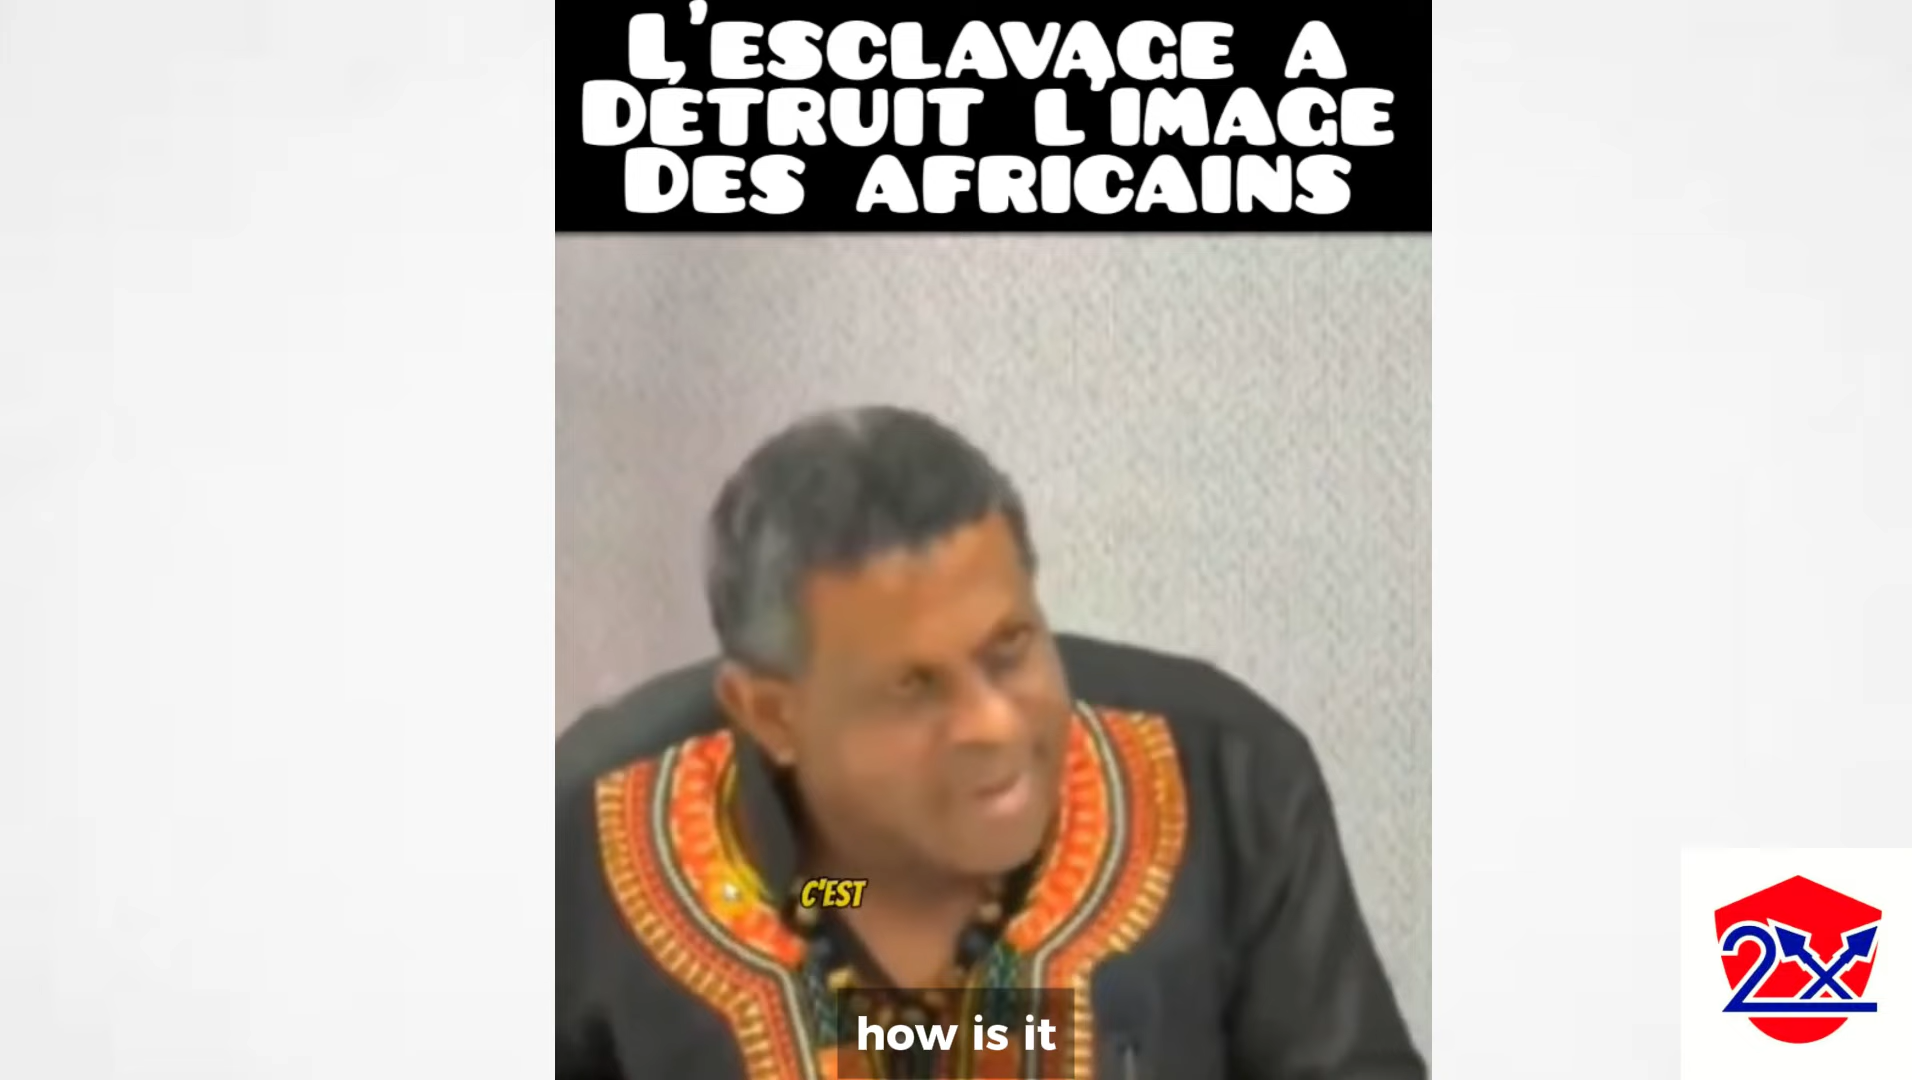 L'ESCLAVAGE A
DÉTRUIT L'IMAGE
DES AFRICAINS
C'EST
how is it
2x